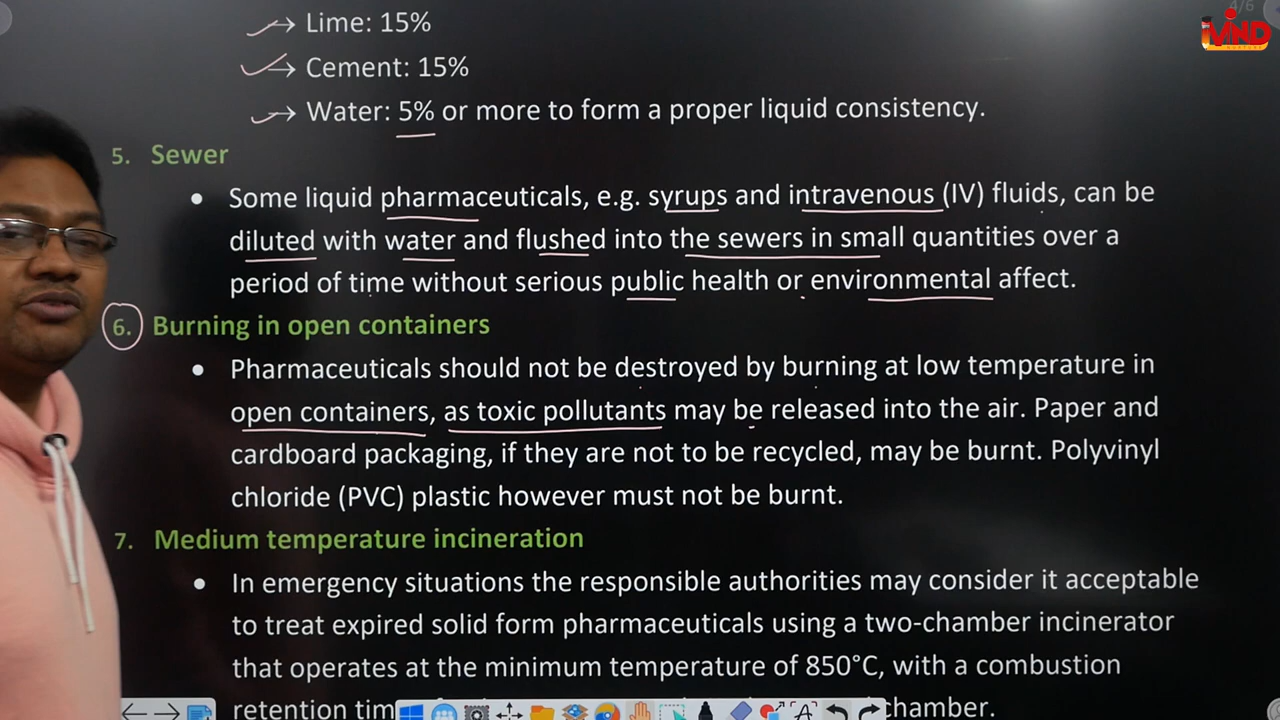 4/6
iVIND
→ Lime: 15%
→ Cement: 15%
→ Water: 5% or more to form a proper liquid consistency.
5. Sewer
• Some liquid pharmaceuticals, e.g. syrups and intravenous (IV) fluids, can be
diluted with water and flushed into the sewers in small quantities over a
period of time without serious public health or environmental affect.
6. Burning in open containers
• Pharmaceuticals should not be destroyed by burning at low temperature in
open containers, as toxic pollutants may be released into the air. Paper and
cardboard packaging, if they are not to be recycled, may be burnt. Polyvinyl
chloride (PVC) plastic however must not be burnt.
7. Medium temperature incineration
• In emergency situations the responsible authorities may consider it acceptable
to treat expired solid form pharmaceuticals using a two-chamber incinerator
that operates at the minimum temperature of 850°C, with a combustion
retention tim chamber.